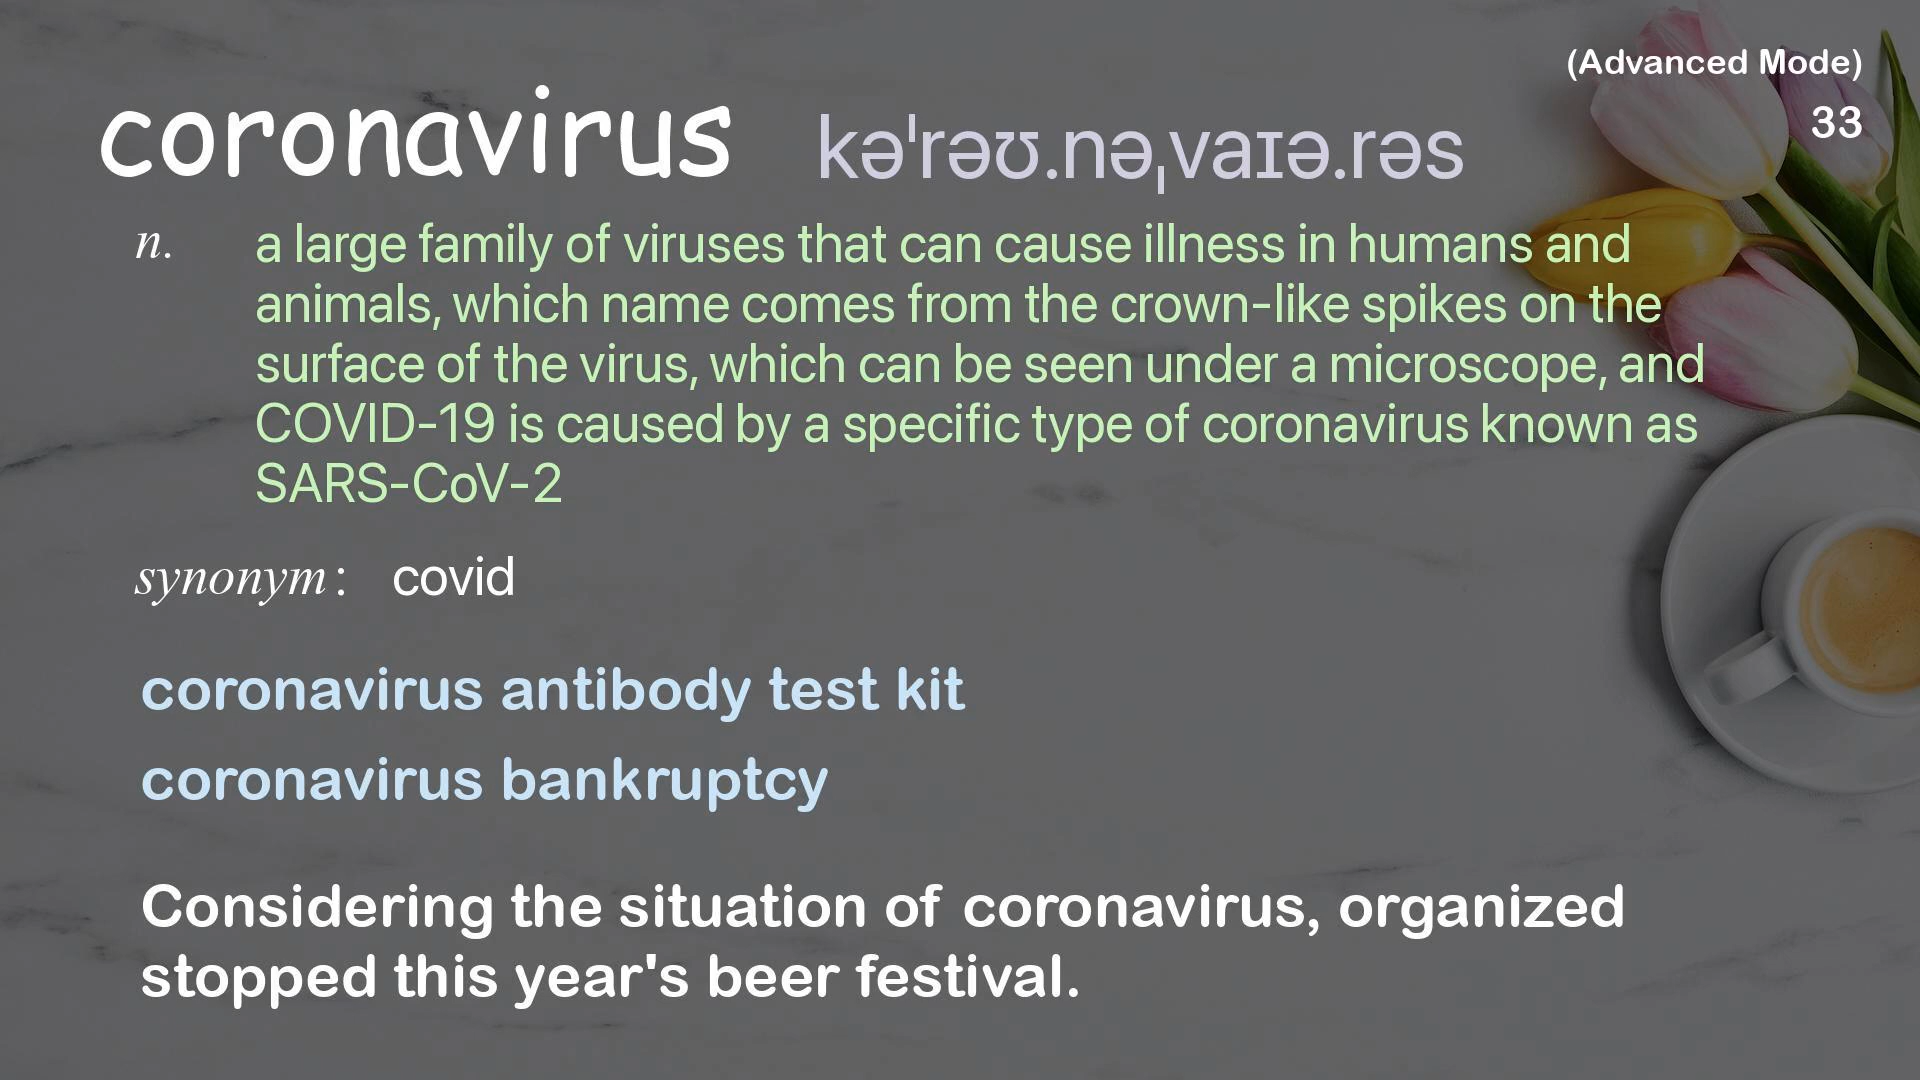 (Advanced Mode)
33
coronavirus kəˈrəʊ.nəˌvaɪə.rəs
n. a large family of viruses that can cause illness in humans and
animals, which name comes from the crown-like spikes on the
surface of the virus, which can be seen under a microscope, and
COVID-19 is caused by a specific type of coronavirus known as
SARS-CoV-2
synonym: covid
coronavirus antibody test kit
coronavirus bankruptcy
Considering the situation of coronavirus, organized
stopped this year's beer festival.